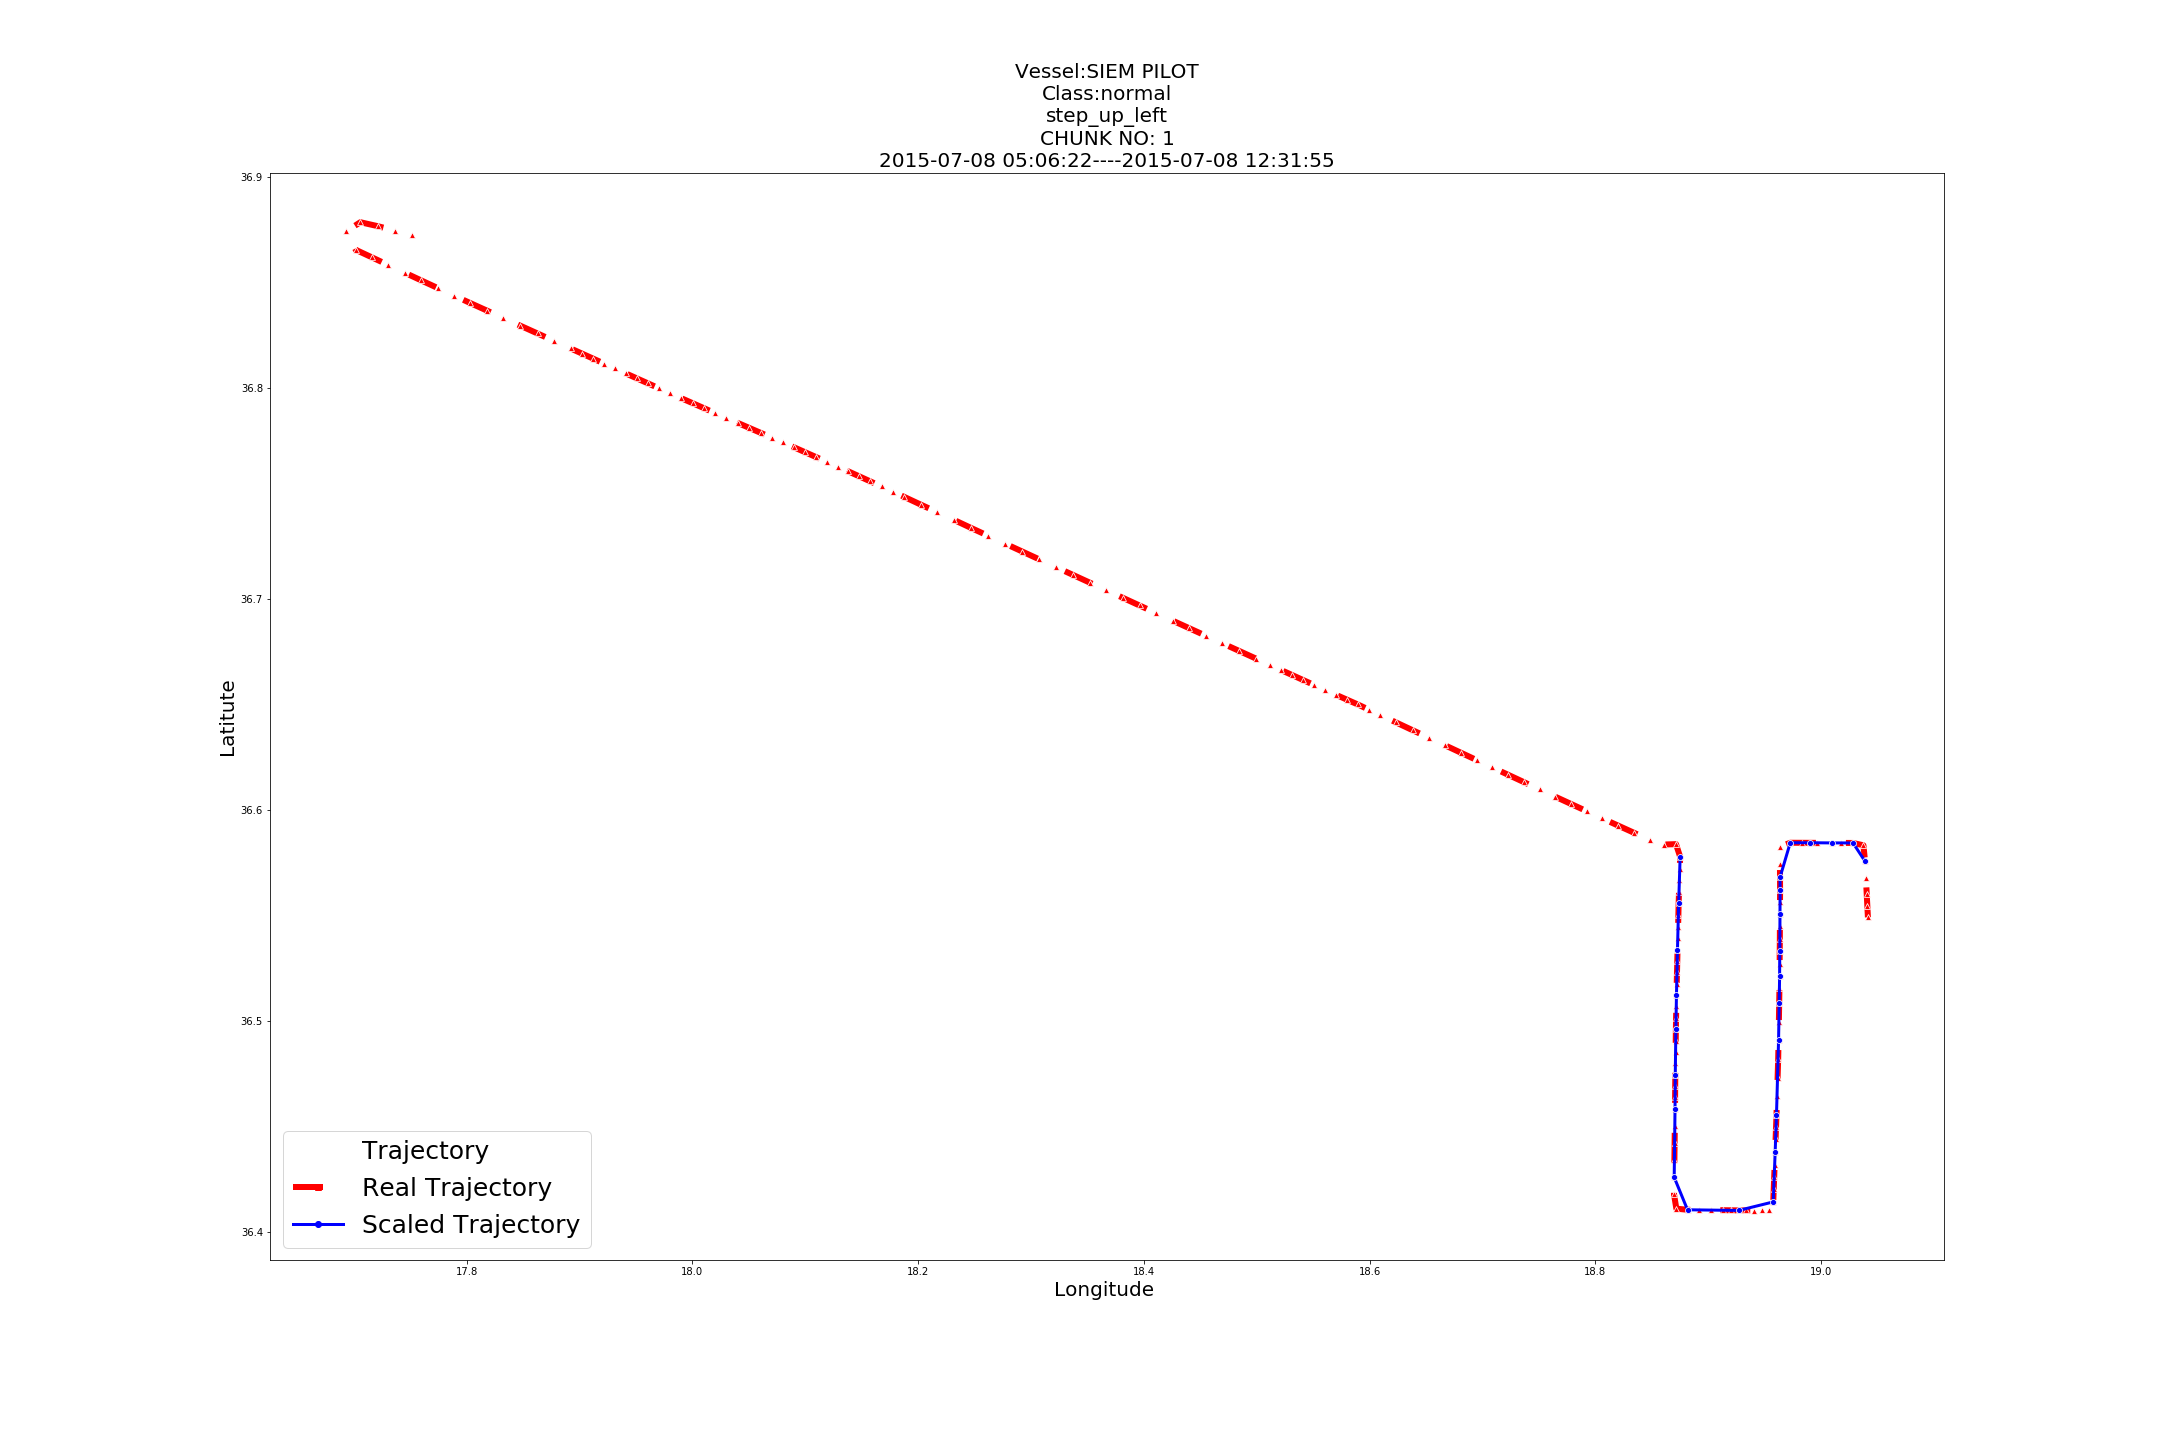 Vessel:SIEM PILOT
Class:normal
step_up_left
CHUNK NO: 1
2015-07-08 05:06:22----2015-07-08 12:31:55
36.9
36.8
36.7
36.6
36.5
36.4
Latitute
Trajectory
Real Trajectory
Scaled Trajectory
17.8
18.0
18.2
18.4
18.6
18.8
19.0
Longitude